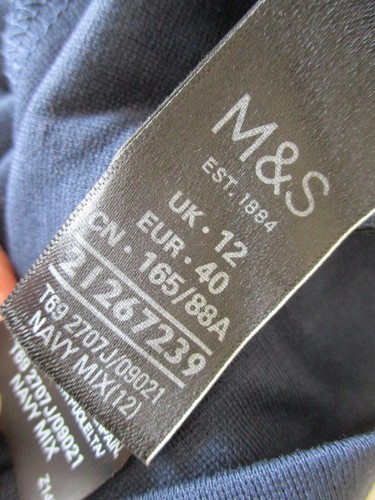 M&S
EST. 1884
UK · 12
EUR · 40
CN · 165/88A
21267239
T69 2707J/09021
NAVY MIX(12)
T69 2707J/09021
NAVY MIX